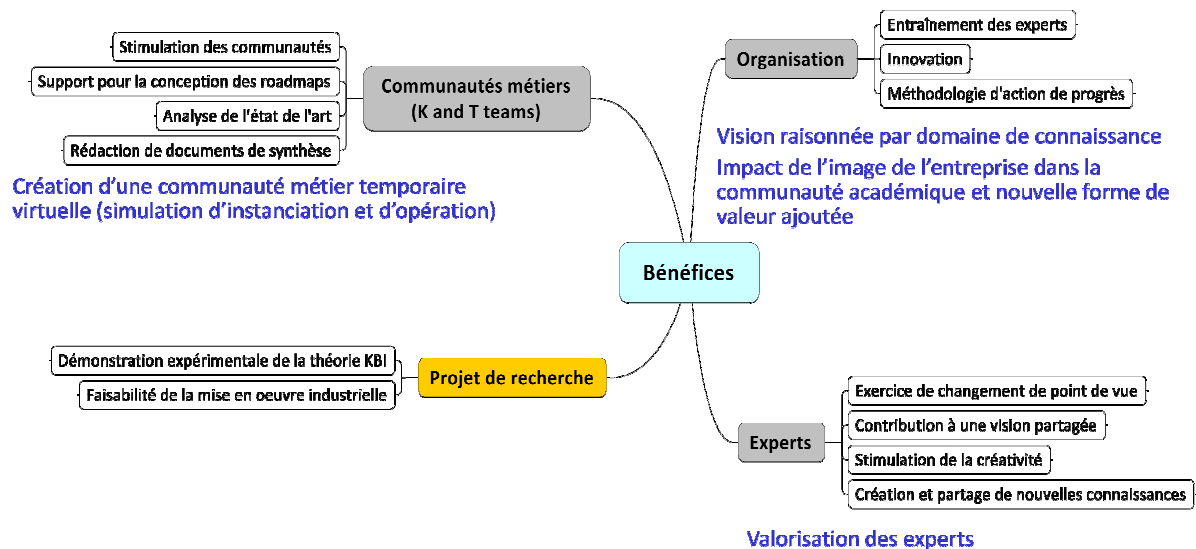 Stimulation des communautés
Support pour la conception des roadmaps
Analyse de l'état de l'art
Rédaction de documents de synthèse
Communautés métiers
(K and T teams)
Création d’une communauté métier temporaire
virtuelle (simulation d’instanciation et d’opération)
Organisation
Entraînement des experts
Innovation
Méthodologie d'action de progrès
Vision raisonnée par domaine de connaissance
Impact de l’image de l’entreprise dans la
communauté académique et nouvelle forme de
valeur ajoutée
Bénéfices
Démonstration expérimentale de la théorie KBI
Faisabilité de la mise en oeuvre industrielle
Projet de recherche
Experts
Exercice de changement de point de vue
Contribution à une vision partagée
Stimulation de la créativité
Création et partage de nouvelles connaissances
Valorisation des experts